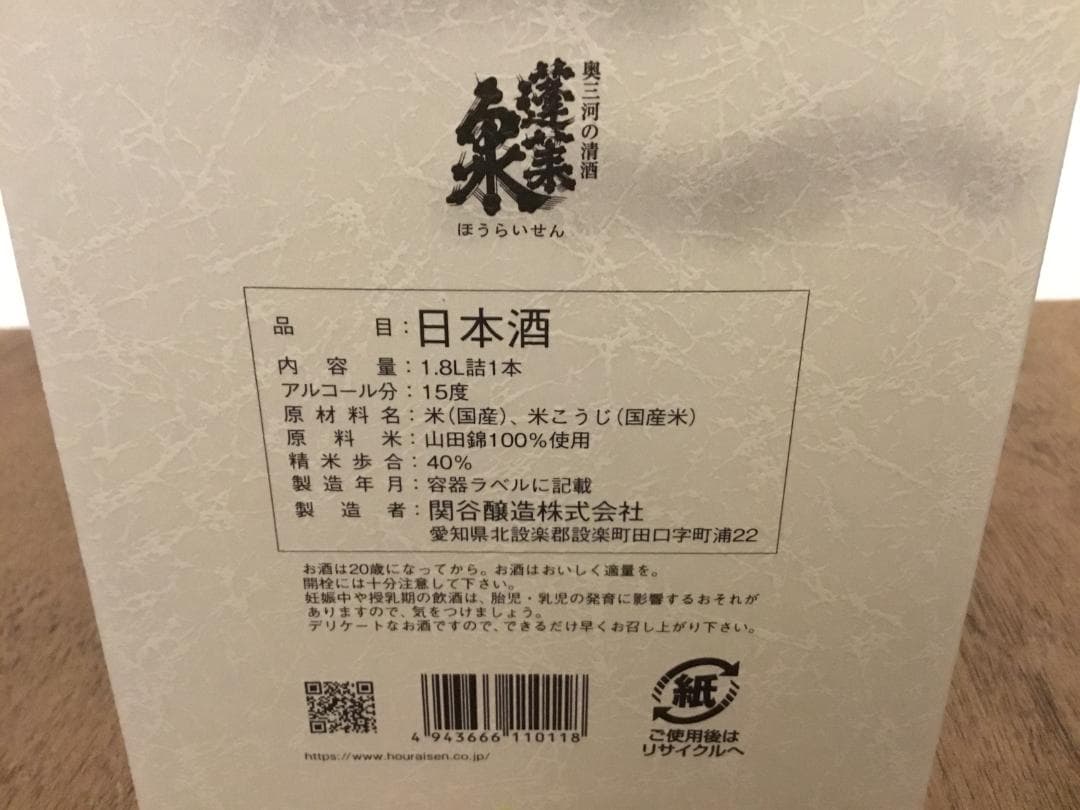 奥三河の清酒
蓬莱
泉
ほうらいせん
品目：日本酒
内容量：1.8L詰1本
アルコール分：15度
原材料名：米（国産）、米こうじ（国産米）
原料米：山田錦100％使用
精米歩合：40％
製造年月：容器ラベルに記載
製造者：関谷醸造株式会社
愛知県北設楽郡設楽町田口字町浦22
お酒は20歳になってから。お酒はおいしく適量を。
開栓には十分注意して下さい。
妊娠中や授乳期の飲酒は、胎児・乳児の発育に影響するおそれが
ありますので、気をつけましょう。
デリケートなお酒ですので、できるだけ早くお召し上がり下さい。
紙
4 943666 110118
ご使用後は
リサイクルへ
https://www.houraisen.co.jp/